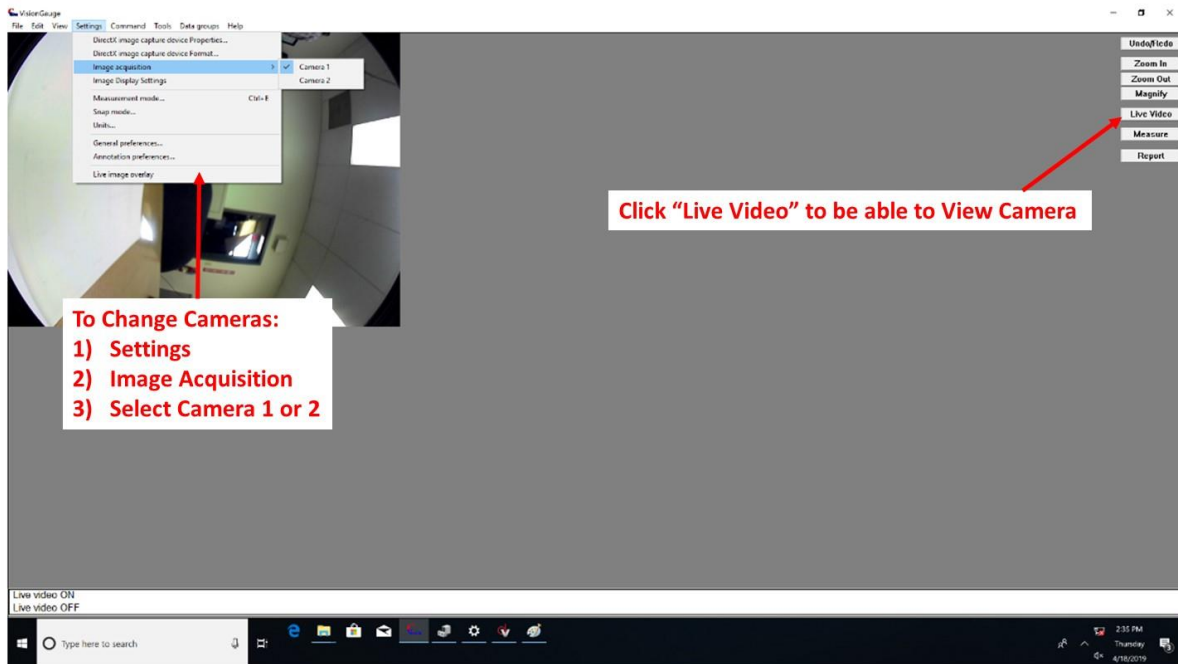 VisionGauge
File Edit View Settings Command Tools Data groups Help
DirectX image capture device Properties...
DirectX image capture device Format...
Image acquisition
Camera 1
Image Display Settings
Camera 2
Measurement mode... Ctrl+E
Snap mode...
Units...
General preferences...
Annotation preferences...
Live image overlay
Undo/Redo
Zoom In
Zoom Out
Magnify
Live Video
Measure
Report
Click “Live Video” to be able to View Camera
To Change Cameras:
1) Settings
2) Image Acquisition
3) Select Camera 1 or 2
Live video ON
Live video OFF
Type here to search
2:35 PM
Thursday
4/18/2019